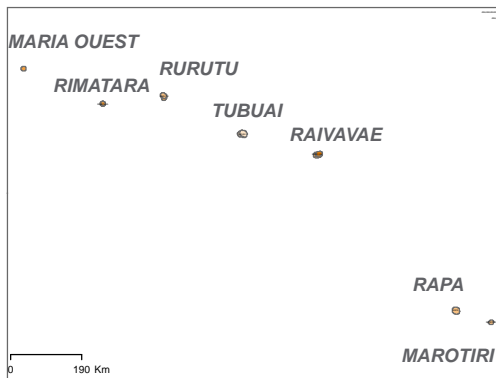 MARIA OUEST
RURUTU
RIMATARA
TUBUAI
RAIVAVAE
RAPA
MAROTIRI
0 190 Km